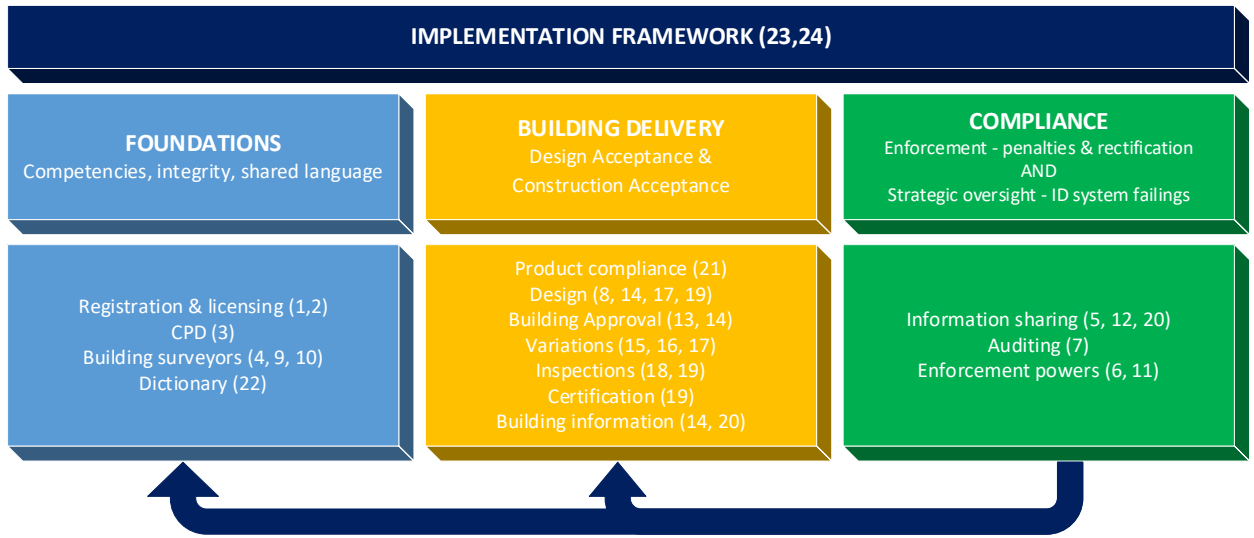 IMPLEMENTATION FRAMEWORK (23,24)
FOUNDATIONS
Competencies, integrity, shared language
BUILDING DELIVERY
Design Acceptance &
Construction Acceptance
COMPLIANCE
Enforcement - penalties & rectification
AND
Strategic oversight - ID system failings
Registration & licensing (1,2)
CPD (3)
Building surveyors (4, 9, 10)
Dictionary (22)
Product compliance (21)
Design (8, 14, 17, 19)
Building Approval (13, 14)
Variations (15, 16, 17)
Inspections (18, 19)
Certification (19)
Building information (14, 20)
Information sharing (5, 12, 20)
Auditing (7)
Enforcement powers (6, 11)